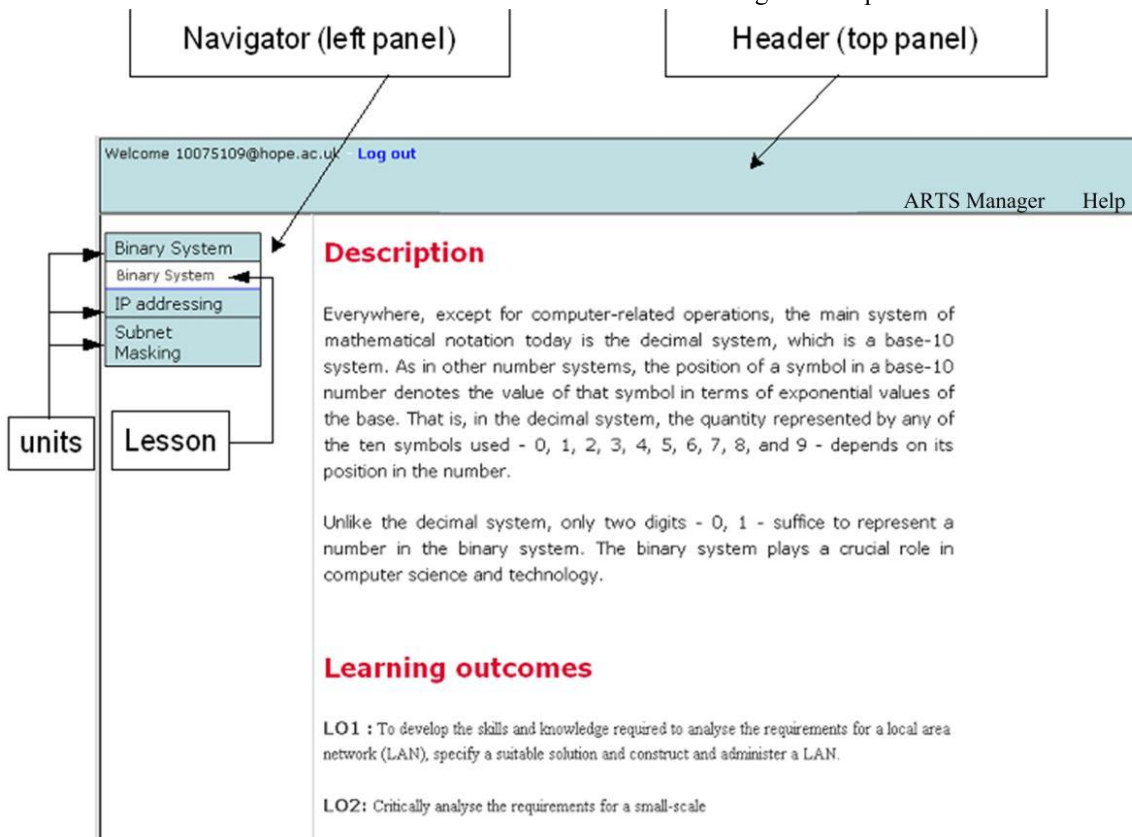 Navigator (left panel)
Header (top panel)
Welcome 10075109@hope.ac.uk - Log out
ARTS Manager Help
Binary System
Binary System
IP addressing
Subnet
Masking
units
Lesson
Description
Everywhere, except for computer-related operations, the main system of
mathematical notation today is the decimal system, which is a base-10
system. As in other number systems, the position of a symbol in a base-10
number denotes the value of that symbol in terms of exponential values of
the base. That is, in the decimal system, the quantity represented by any of
the ten symbols used - 0, 1, 2, 3, 4, 5, 6, 7, 8, and 9 - depends on its
position in the number.
Unlike the decimal system, only two digits - 0, 1 - suffice to represent a
number in the binary system. The binary system plays a crucial role in
computer science and technology.
Learning outcomes
LO1 : To develop the skills and knowledge required to analyse the requirements for a local area
network (LAN), specify a suitable solution and construct and administer a LAN.
LO2: Critically analyse the requirements for a small-scale